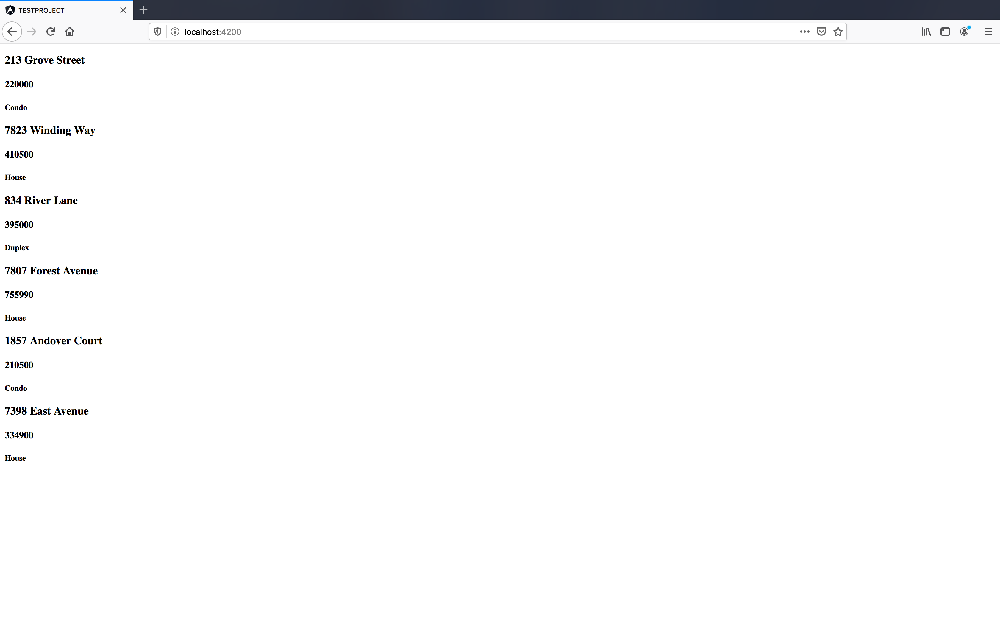 TESTPROJECT
localhost:4200
213 Grove Street
220000
Condo
7823 Winding Way
410500
House
834 River Lane
395000
Duplex
7807 Forest Avenue
755990
House
1857 Andover Court
210500
Condo
7398 East Avenue
334900
House